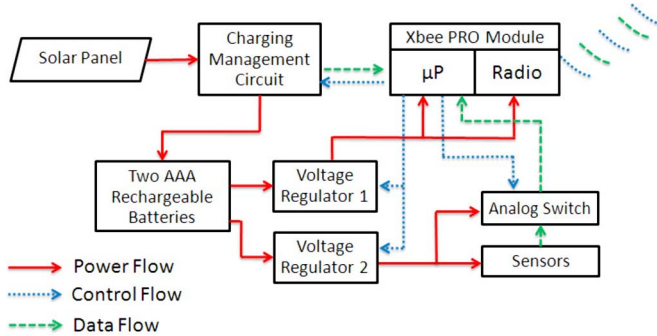 Solar Panel
Charging
Management
Circuit
Xbee PRO Module
μP
Radio
Two AAA
Rechargeable
Batteries
Voltage
Regulator 1
Analog Switch
Voltage
Regulator 2
Sensors
Power Flow
Control Flow
Data Flow